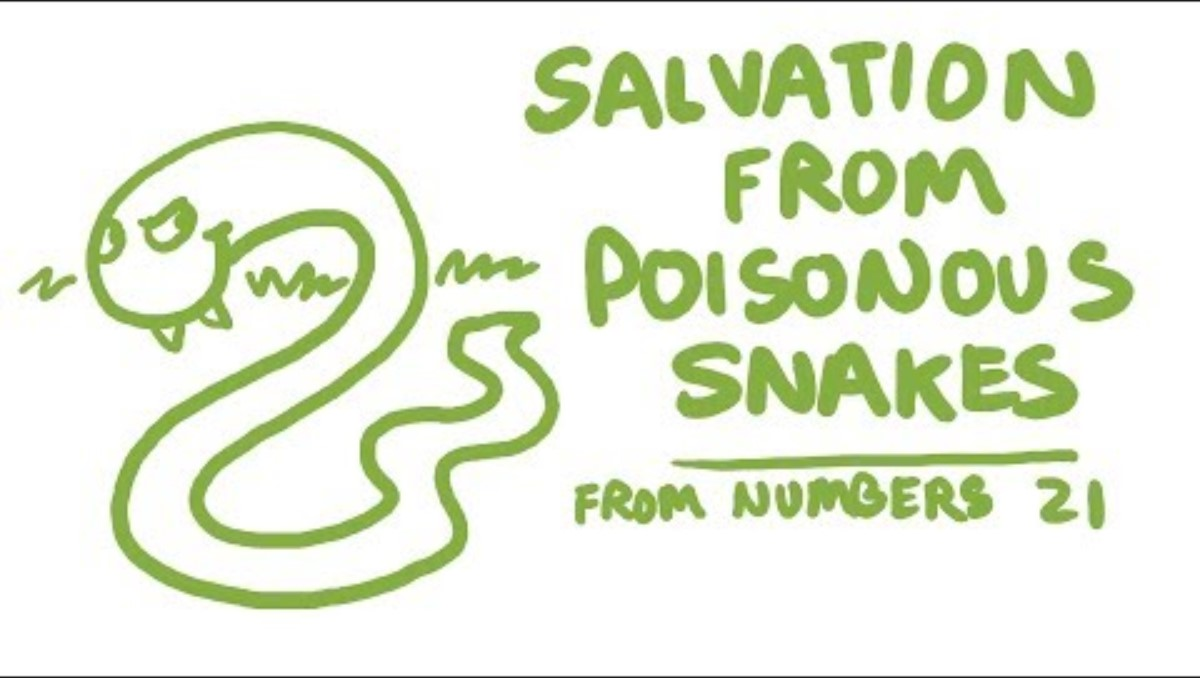 SALVATION
FROM
POISONOUS
SNAKES
FROM NUMBERS 21